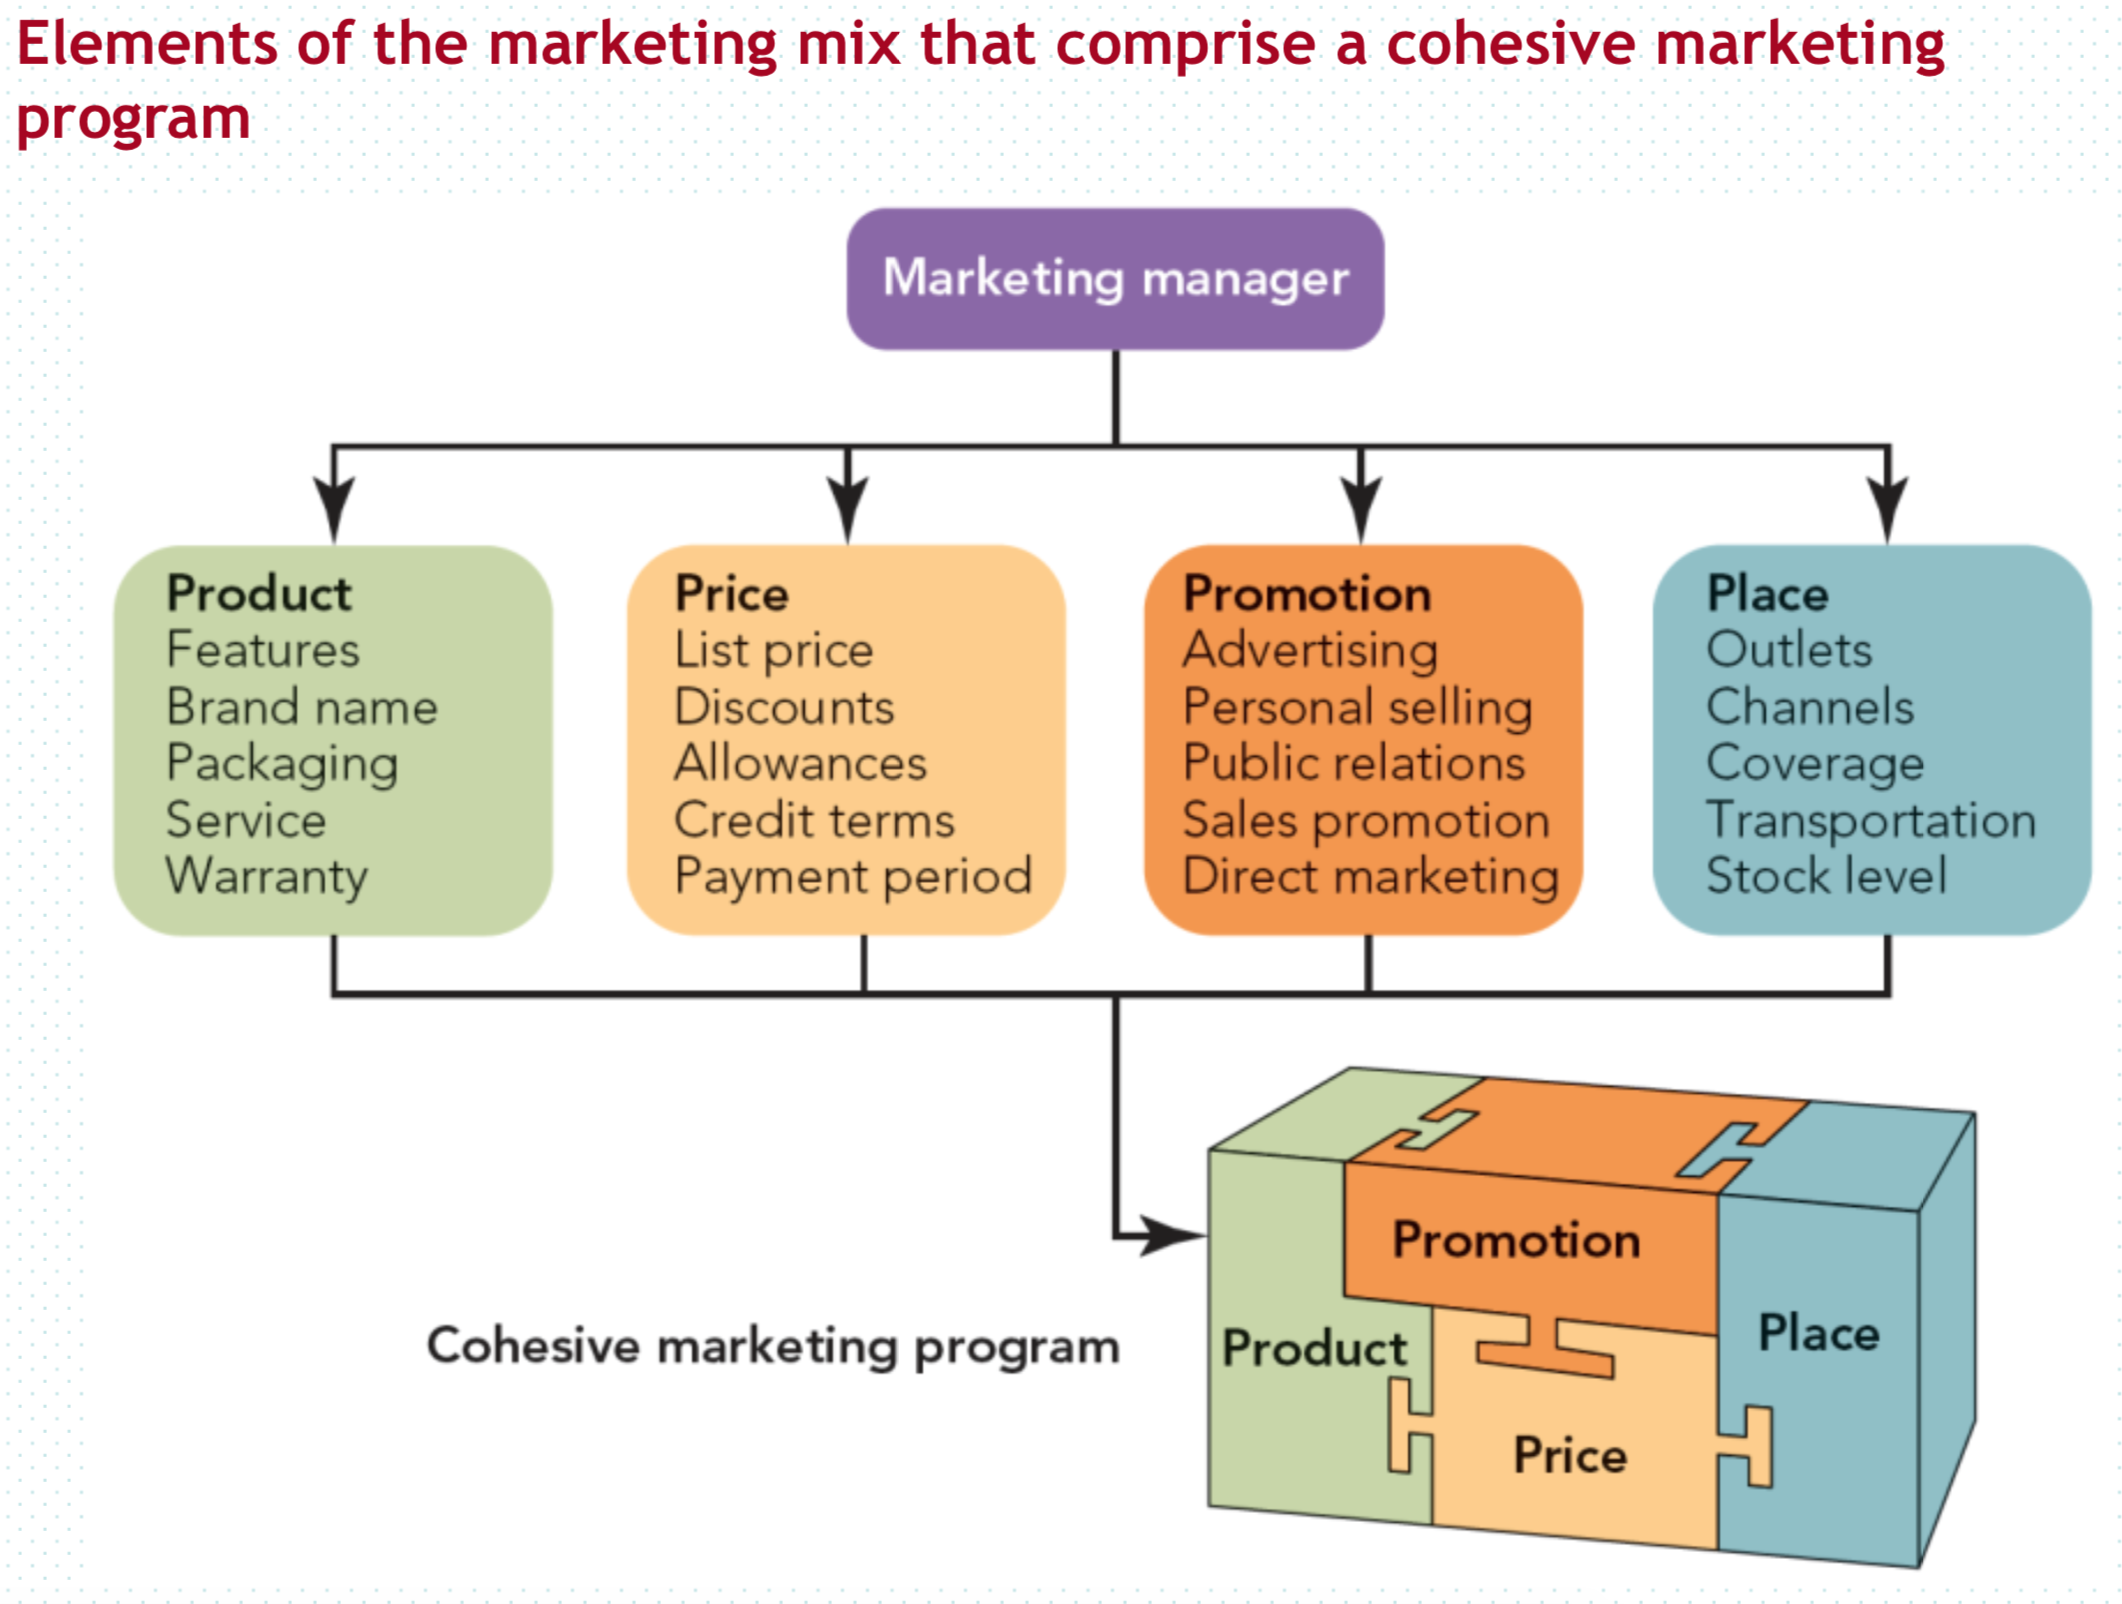 Elements of the marketing mix that comprise a cohesive marketing
program
Marketing manager
Product
Features
Brand name
Packaging
Service
Warranty
Price
List price
Discounts
Allowances
Credit terms
Payment period
Promotion
Advertising
Personal selling
Public relations
Sales promotion
Direct marketing
Place
Outlets
Channels
Coverage
Transportation
Stock level
Cohesive marketing program
Product
Promotion
Price
Place